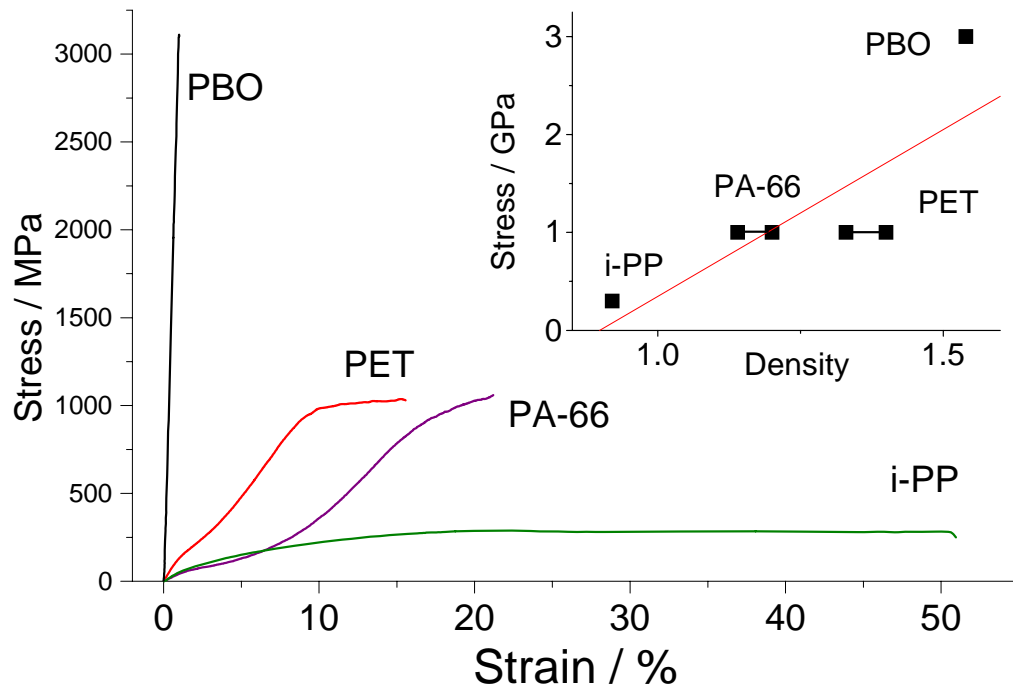 3000
2500
2000
1500
1000
500
0
Stress / MPa
0
10
20
30
40
50
Strain / %
PBO
PET
PA-66
i-PP
3
2
1
0
Stress / GPa
1.0
1.5
Density
PBO
PA-66
PET
i-PP